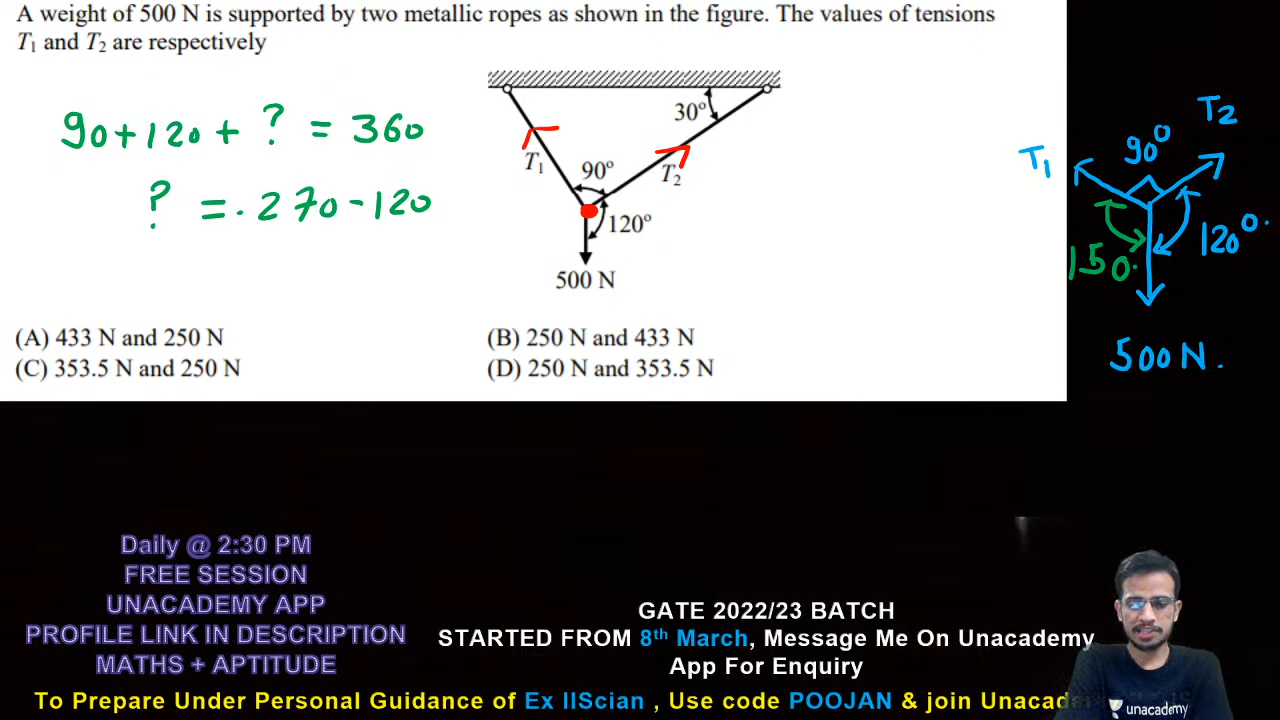 A weight of 500 N is supported by two metallic ropes as shown in the figure. The values of tensions
T1 and T2 are respectively
90+120 + ? = 360
? = . 270 - 120
30°
T1
90°
T2
120°
500 N
T1
90°
T2
150.
120°.
500 N.
(A) 433 N and 250 N
(B) 250 N and 433 N
(C) 353.5 N and 250 N
(D) 250 N and 353.5 N
Daily @ 2:30 PM
FREE SESSION
UNACADEMY APP
PROFILE LINK IN DESCRIPTION
MATHS + APTITUDE
GATE 2022/23 BATCH
STARTED FROM 8th March, Message Me On Unacademy
App For Enquiry
To Prepare Under Personal Guidance of Ex IIScian , Use code POOJAN & join Unacad
unacademy